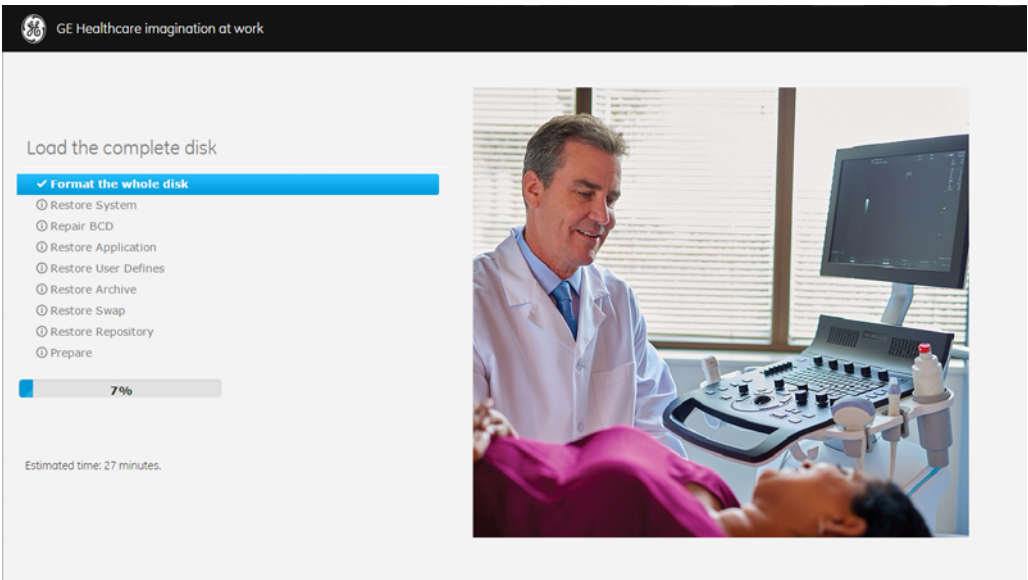 GE Healthcare imagination at work
Load the complete disk
Format the whole disk
Restore System
Repair BCD
Restore Application
Restore User Defines
Restore Archive
Restore Swap
Restore Repository
Prepare
7%
Estimated time: 27 minutes.